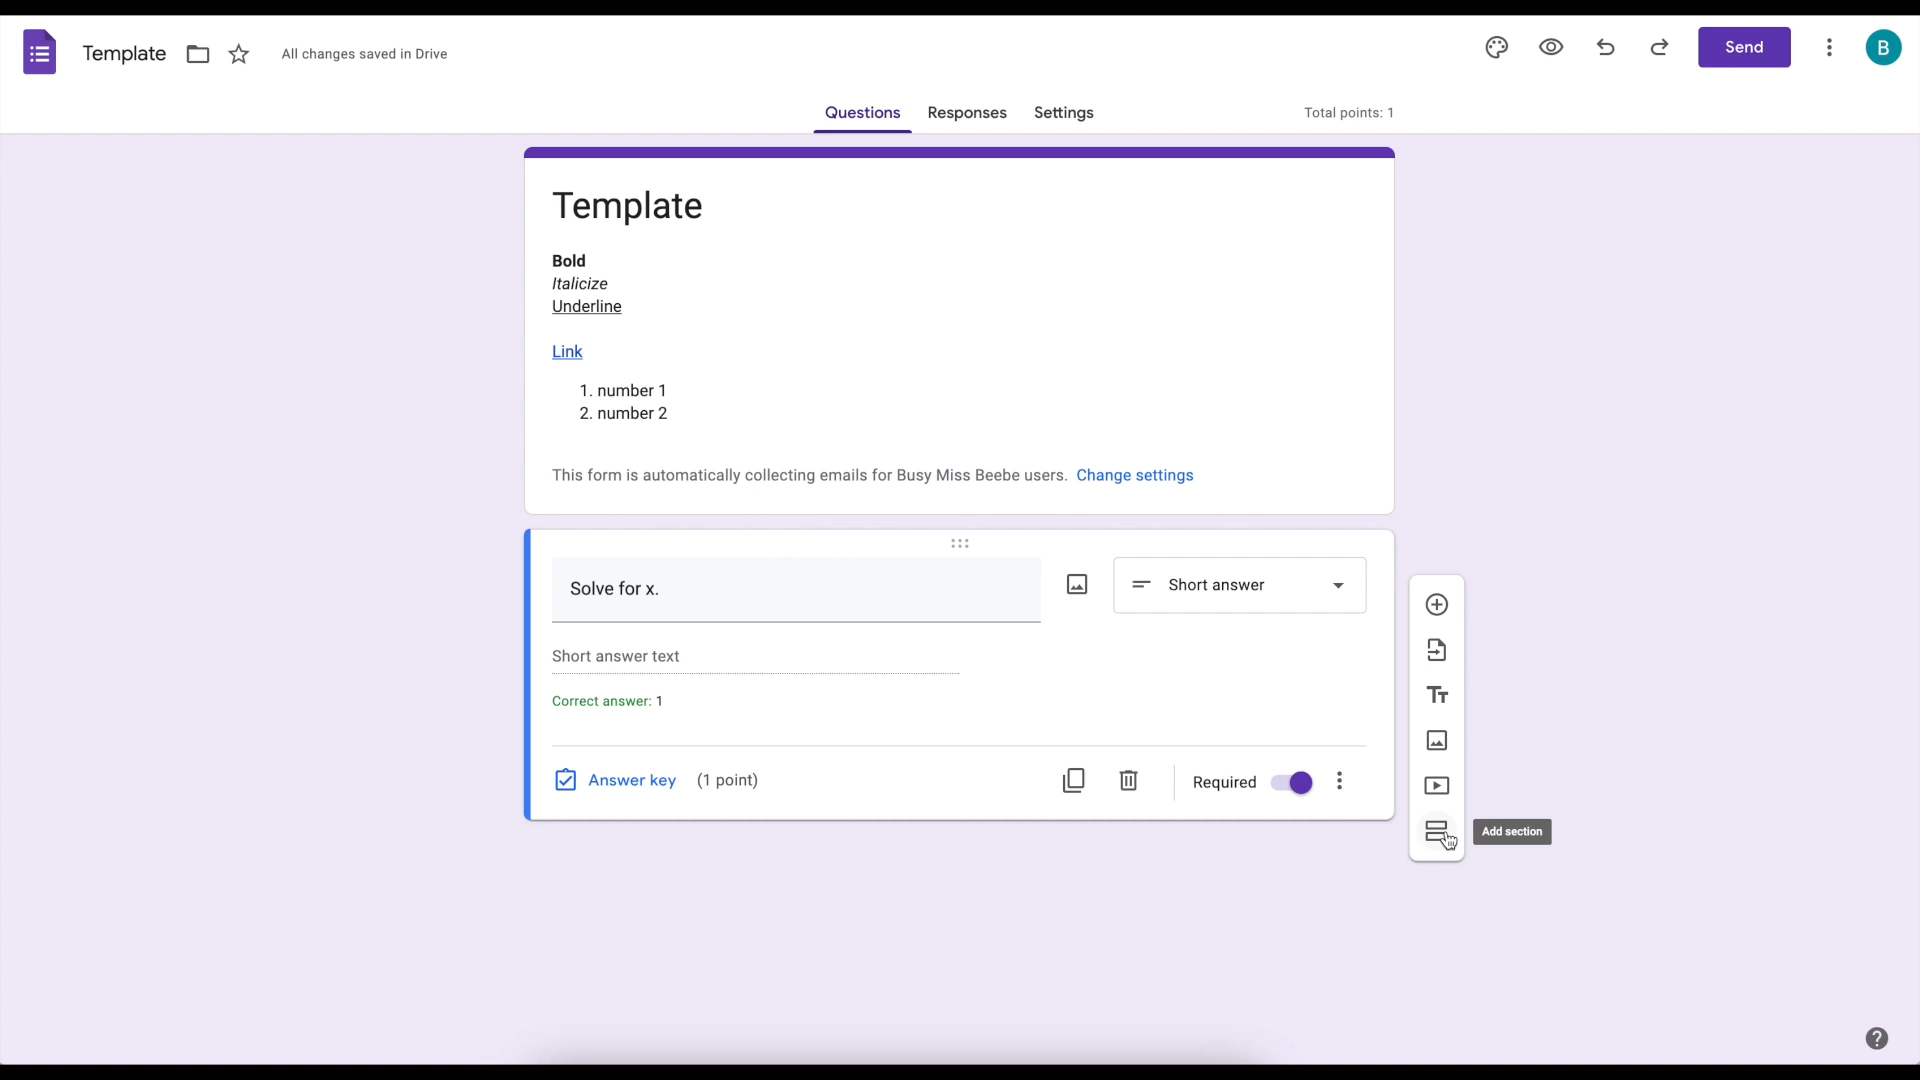 Template
All changes saved in Drive
Send
B
Questions
Responses
Settings
Total points: 1
Template
Bold
Italicize
Underline
Link
1. number 1
2. number 2
This form is automatically collecting emails for Busy Miss Beebe users. Change settings
Solve for x.
Short answer
Short answer text
Correct answer: 1
Answer key (1 point)
Required
Add section